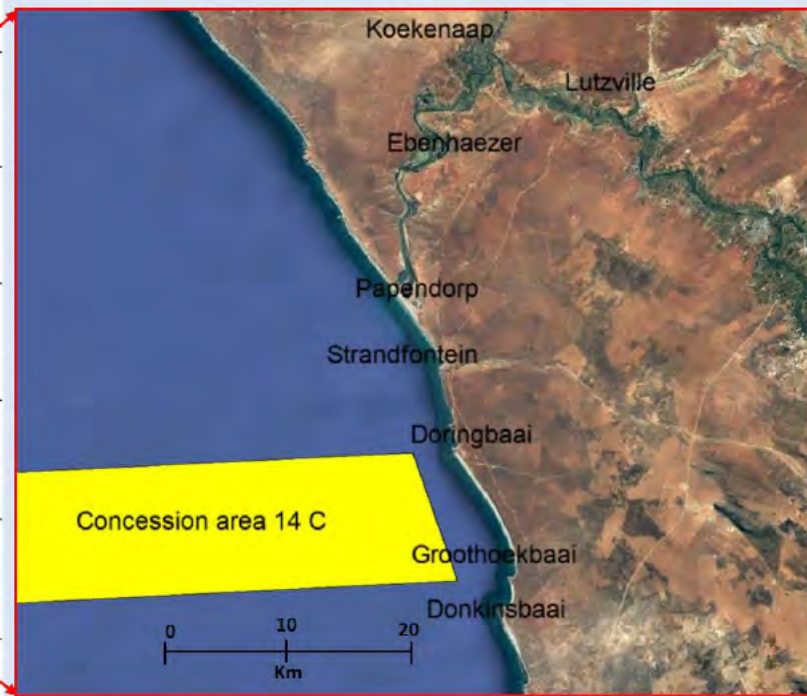 Koekenaap
Lutzville
Ebenhaezer
Papendorp
Strandfontein
Doringbaai
Concession area 14 C
Groothoekbaai
Donkinsbaai
0 10 20
Km